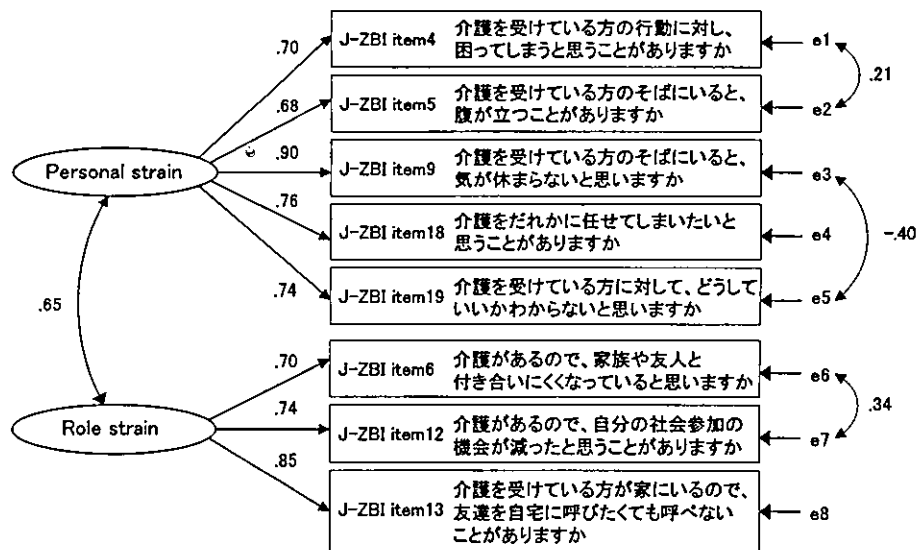 .70
J-ZBI item4
介護を受けている方の行動に対し、
困ってしまうと思うことがありますか
e1
.21
.68
J-ZBI item5
介護を受けている方のそばにいると、
腹が立つことがありますか
e2
Personal strain
.90
J-ZBI item9
介護を受けている方のそばにいると、
気が休まらないと思いますか
e3
.76
J-ZBI item18
介護をだれかに任せてしまいたいと
思うことがありますか
e4
-.40
.74
J-ZBI item19
介護を受けている方に対して、どうして
いいかわからないと思いますか
e5
.65
.70
J-ZBI item6
介護があるので、家族や友人と
付き合いにくくなっていると思いますか
e6
.34
Role strain
.74
J-ZBI item12
介護があるので、自分の社会参加の
機会が減ったと思うことがありますか
e7
.85
J-ZBI item13
介護を受けている方が家にいるので、
友達を自宅に呼びたくても呼べない
ことがありますか
e8